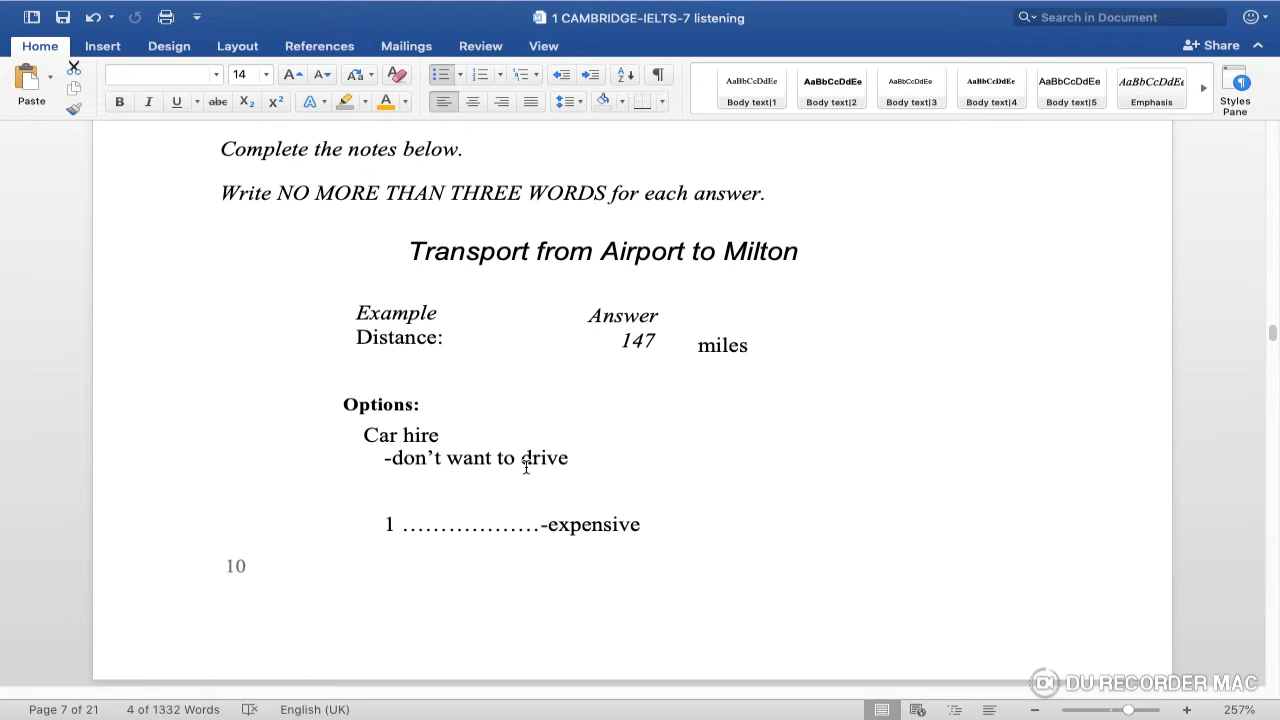 1 CAMBRIDGE-IELTS-7 listening
Search in Document
Home Insert Design Layout References Mailings Review View Share
Paste
14
B I U abc X₂ X² A A
AaBbCcDdEe AaBbCcDdEe AaBbCcDdEe AaBbCcDdEe AaBbCcDdEe AaBbCcDdEe
Body text|1 Body text|2 Body text|3 Body text|4 Body text|5 Emphasis
Styles
Pane
Complete the notes below.
Write NO MORE THAN THREE WORDS for each answer.
Transport from Airport to Milton
Example Answer
Distance: 147 miles
Options:
Car hire
-don’t want to drive
1 ………………-expensive
10
DU RECORDER MAC
Page 7 of 21 4 of 1332 Words English (UK) 257%